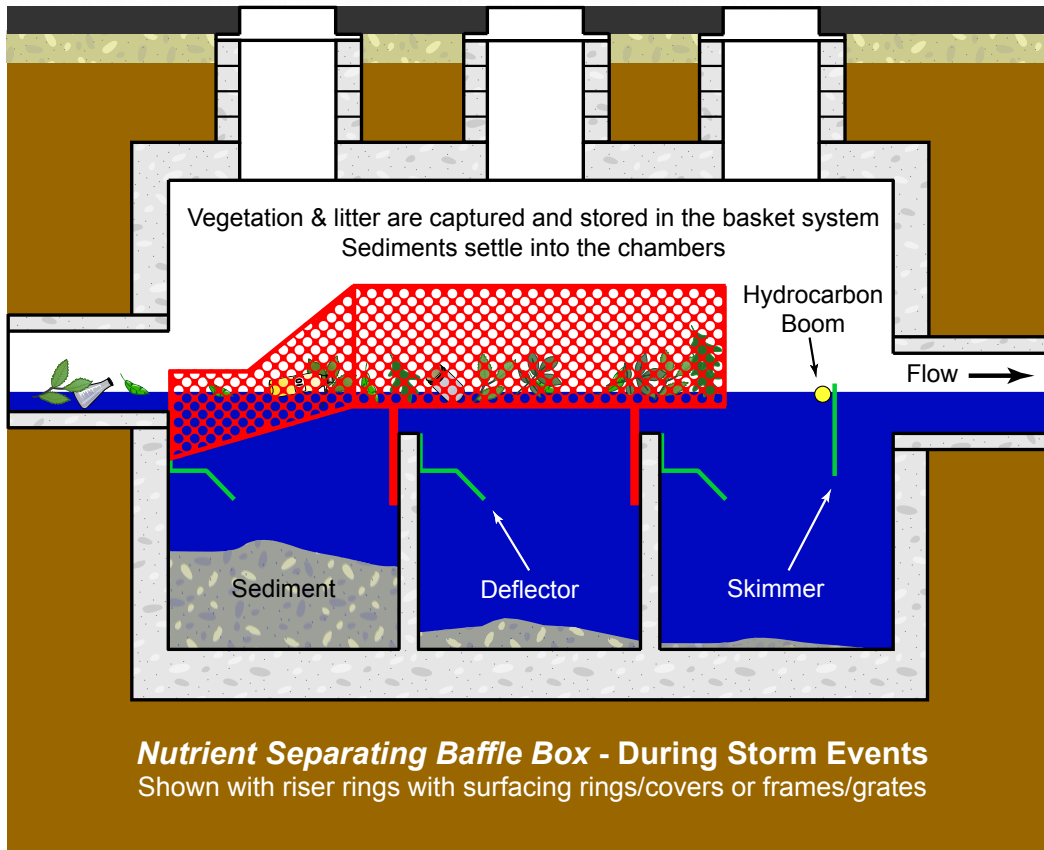 Vegetation & litter are captured and stored in the basket system
Sediments settle into the chambers
Hydrocarbon
Boom
Flow
Sediment
Deflector
Skimmer
Nutrient Separating Baffle Box - During Storm Events
Shown with riser rings with surfacing rings/covers or frames/grates